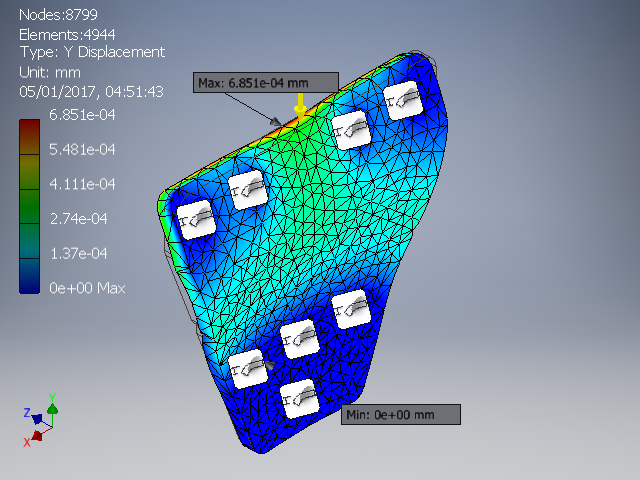 Nodes:8799
Elements:4944
Type: Y Displacement
Unit: mm
05/01/2017, 04:51:43
6.851e-04
5.481e-04
4.111e-04
2.74e-04
1.37e-04
0e+00 Max
Max: 6.851e-04 mm
Min: 0e+00 mm
Y
Z
X